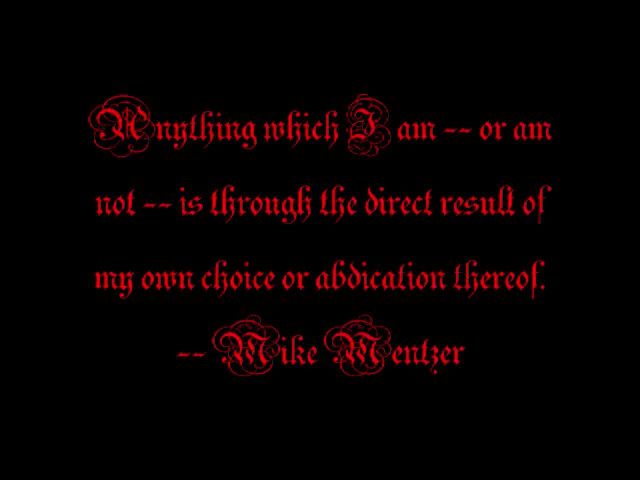 Anything which I am -- or am
not -- is through the direct result of
my own choice or abdication thereof.
-- Mike Mentzer